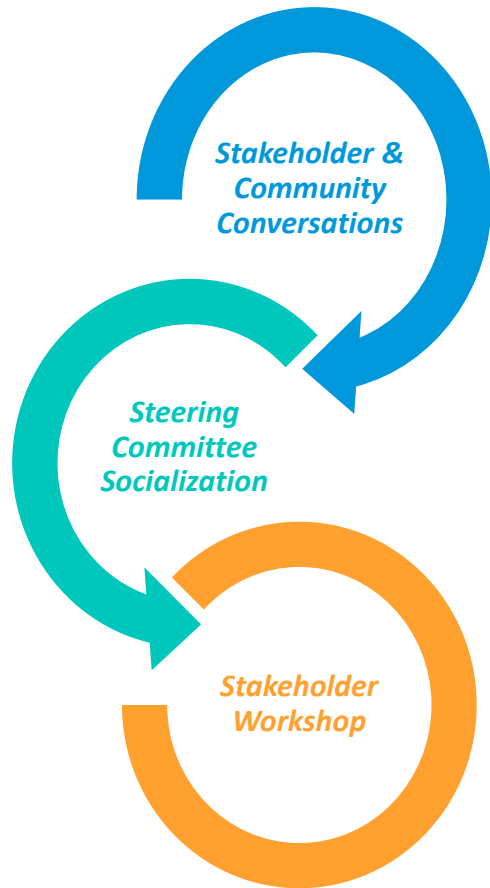 Stakeholder &
Community
Conversations
Steering
Committee
Socialization
Stakeholder
Workshop